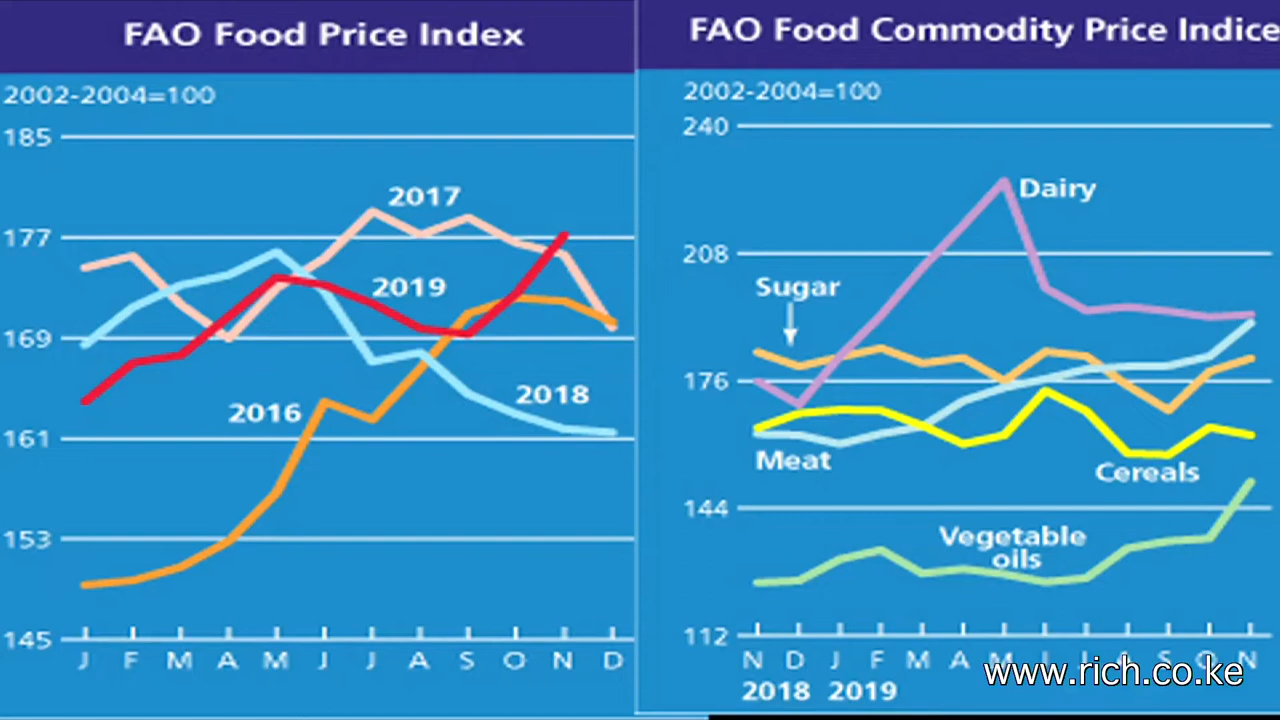 FAO Food Price Index
2002-2004=100
185
177
169
161
153
145
2017
2019
2018
2016
J F M A M J J A S O N D
FAO Food Commodity Price Indice
2002-2004=100
240
208
176
144
112
Dairy
Sugar
Meat
Cereals
Vegetable
oils
N D J F M A M J J A S O N
2018 2019
www.rich.co.ke